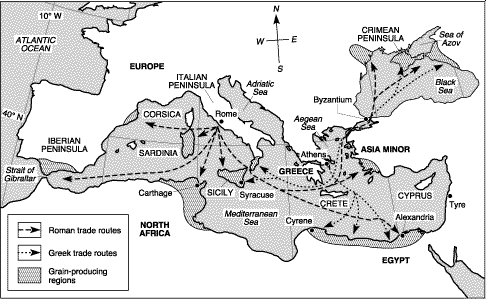 10° W
ATLANTIC
OCEAN
EUROPE
N
W
E
S
CRIMEAN
PENINSULA
Sea of
Azov
ITALIAN
PENINSULA
Adriatic
Sea
Black
Sea
Byzantium
40° N
CORSICA
Rome
Aegean
Sea
IBERIAN
PENINSULA
SARDINIA
Athens
ASIA MINOR
Strait of
Gibraltar
GREECE
Carthage
SICILY
Syracuse
CRETE
CYPRUS
Tyre
Mediterranean
Sea
Cyrene
Alexandria
NORTH
AFRICA
EGYPT
Roman trade routes
Greek trade routes
Grain-producing
regions